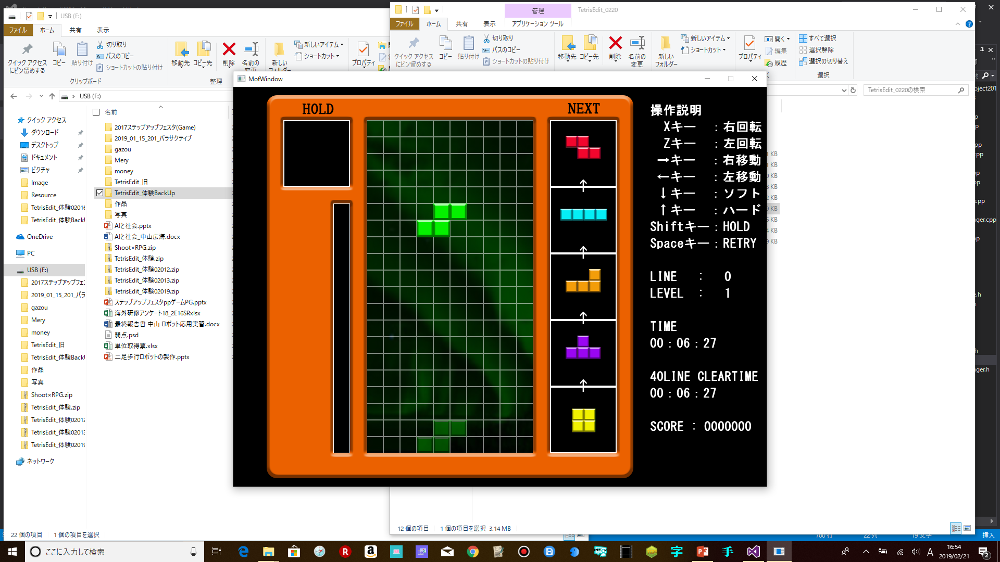 USB (F:)
ファイル
ホーム
共有
表示
クイック アクセス
にピン留めする
コピー
貼り付け
切り取り
パスのコピー
ショートカットの貼り付け
クリップボード
移動先
コピー先
削除
名前の
変更
整理
新しい
フォルダー
新しいアイテム
ショートカット
プロパティ
USB (F:)
名前
クイック アクセス
ダウンロード
デスクトップ
ドキュメント
ピクチャ
Image
Resource
TetrisEdit_体験0201
TetrisEdit_体験Back
OneDrive
PC
USB (F:)
2017ステップアップフェ
2019_01_15_201_パラ
gazou
Mery
money
TetrisEdit_旧
TetrisEdit_体験Back
作品
写真
Shoot×RPG.zip
TetrisEdit_体験.zip
TetrisEdit_体験02012
TetrisEdit_体験02013
TetrisEdit_体験02019
ネットワーク
2017ステップアップフェスタ(Game)
2019_01_15_201_パラサクティブ
gazou
Mery
money
TetrisEdit_旧
TetrisEdit_体験BackUp
作品
写真
AIと社会.pptx
AIと社会_中山広海.docx
Shoot×RPG.zip
TetrisEdit_体験.zip
TetrisEdit_体験02012.zip
TetrisEdit_体験02013.zip
TetrisEdit_体験02019.zip
ステップアップフェスタppゲームPG.pptx
海外研修アンケート18_2E16SP.xlsx
最終報告書 中山 ロボット応用実習.docx
弱点.psd
単位取得票.xlsx
二足歩行ロボットの製作.pptx
22 個の項目
1 個の項目を選択
管理
TetrisEdit_0220
ファイル
ホーム
共有
表示
アプリケーション ツール
クイック アクセス
にピン留めする
コピー
貼り付け
切り取り
パスのコピー
ショートカットの貼り付け
移動先
コピー先
削除
名前の
変更
新しい
フォルダー
新しいアイテム
ショートカット
プロパティ
開く
編集
履歴
すべて選択
選択解除
選択の切り替え
選択
TetrisEdit_0220の検索
12 個の項目
1 個の項目を選択 3.14 MB
MofWindow
HOLD
NEXT
操作説明
Xキー : 右回転
Zキー : 左回転
→キー : 右移動
←キー : 左移動
↓キー : ソフト
↑キー : ハード
Shiftキー : HOLD
Spaceキー : RETRY
LINE : 0
LEVEL : 1
TIME
00 : 06 : 27
40LINE CLEARTIME
00 : 06 : 27
SCORE : 0000000
700 行
22 列
19 文字
挿入
ここに入力して検索
A
16:54
2019/02/21
2